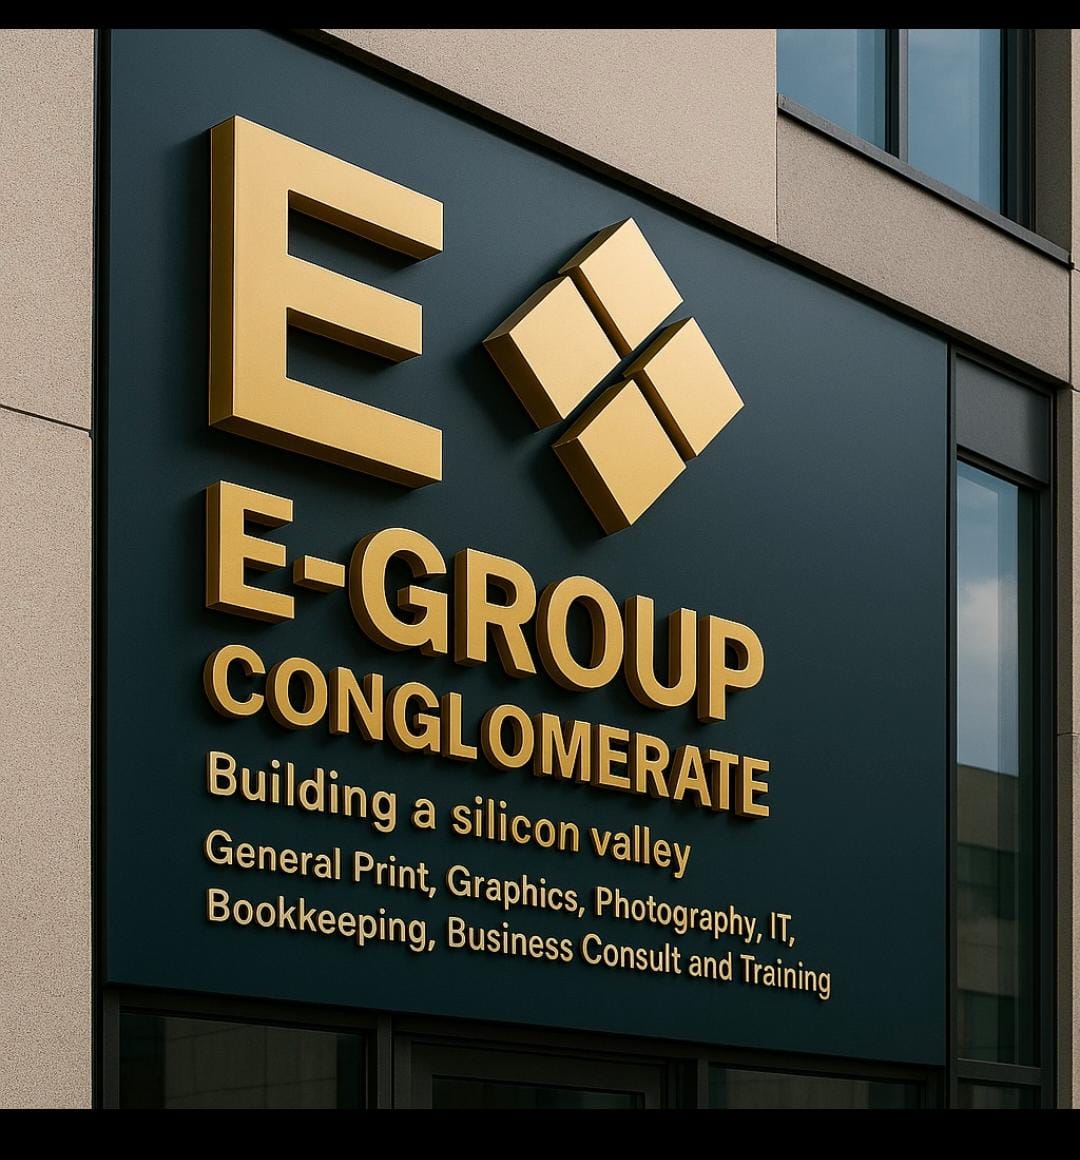 E
E-GROUP
CONGLOMERATE
Building a silicon valley
General Print, Graphics, Photography, IT,
Bookkeeping, Business Consult and Training